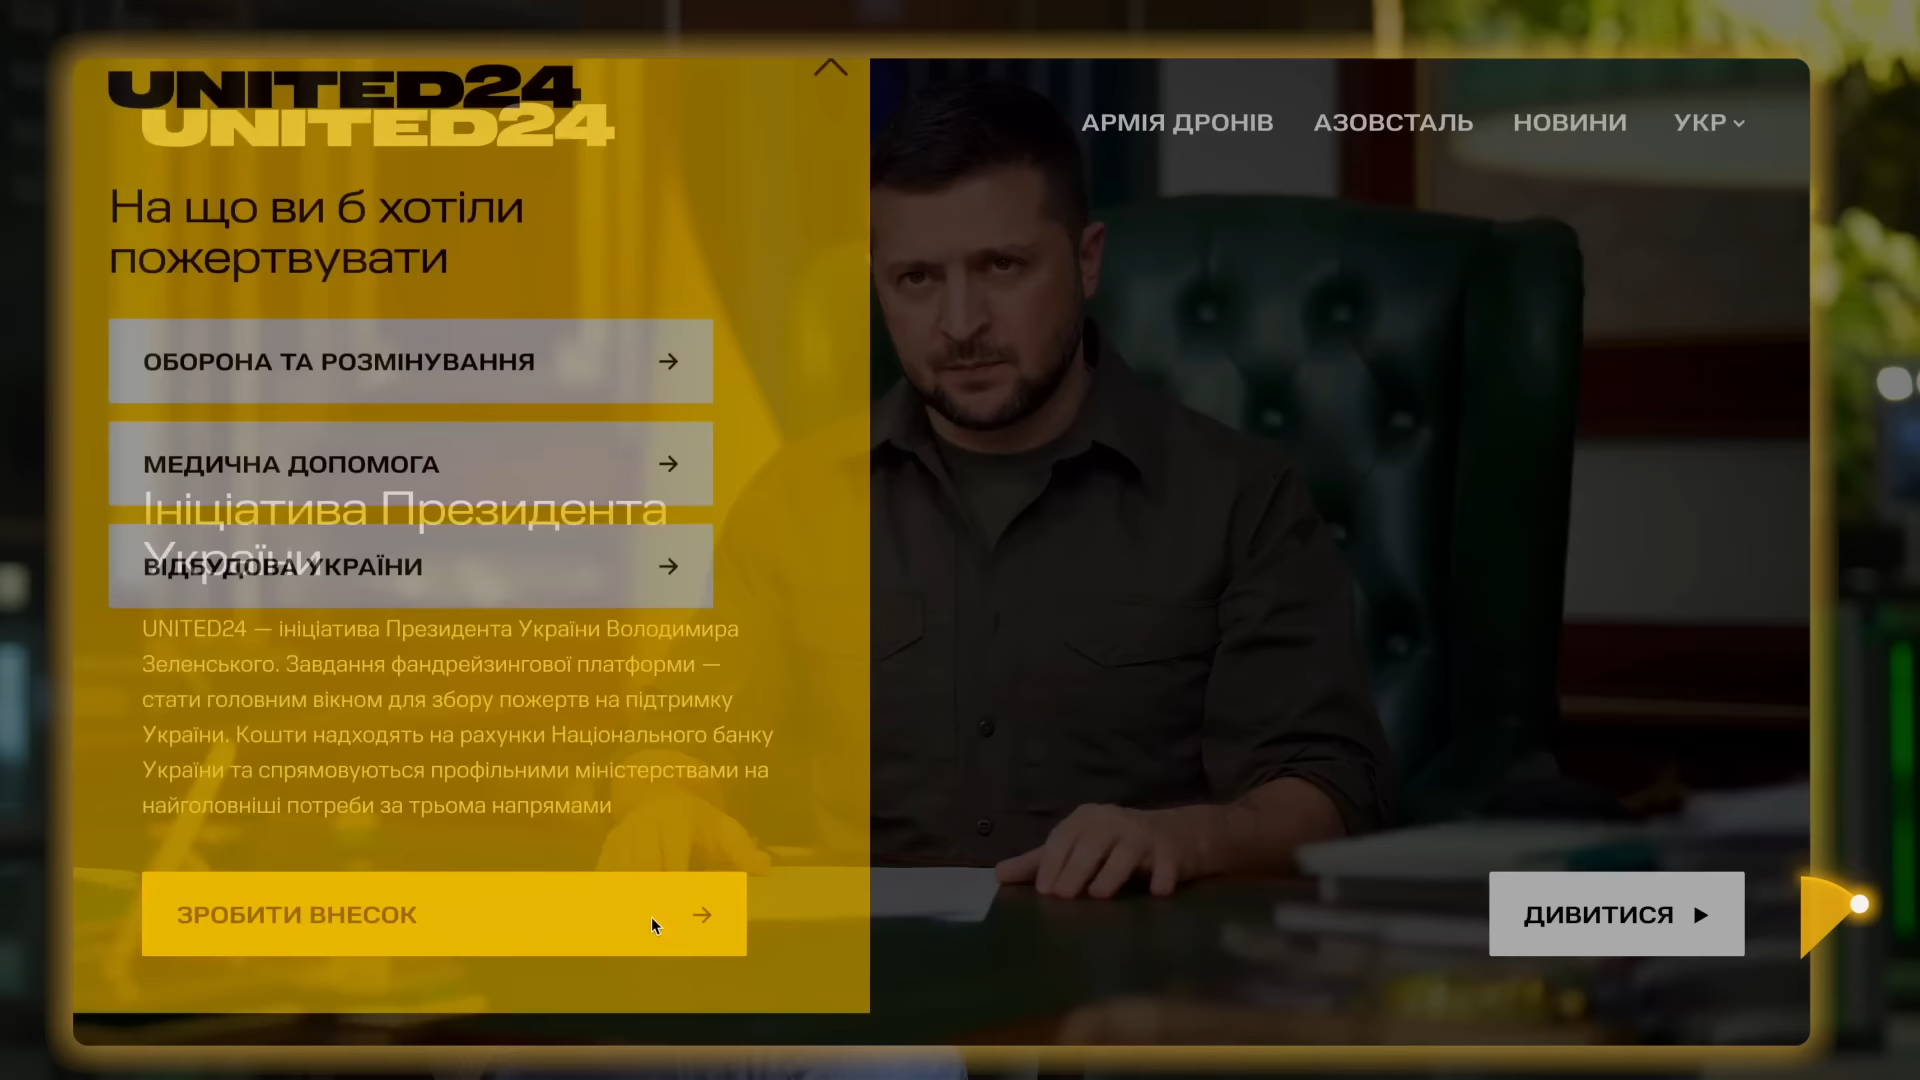 UNITED24
UNITED24
АРМІЯ ДРОНІВ
АЗОВСТАЛЬ
НОВИНИ
УКР
На що ви б хотіли
пожертвувати
ОБОРОНА ТА РОЗМІНУВАННЯ
МЕДИЧНА ДОПОМОГА
Ініціатива Президента
України
ВІДБУДОВА УКРАЇНИ
UNITED24 — ініціатива Президента України Володимира
Зеленського. Завдання фандрейзингової платформи —
стати головним вікном для збору пожертв на підтримку
України. Кошти надходять на рахунки Національного банку
України та спрямовуються профільними міністерствами на
найголовніші потреби за трьома напрямами
ЗРОБИТИ ВНЕСОК
ДИВИТИСЯ